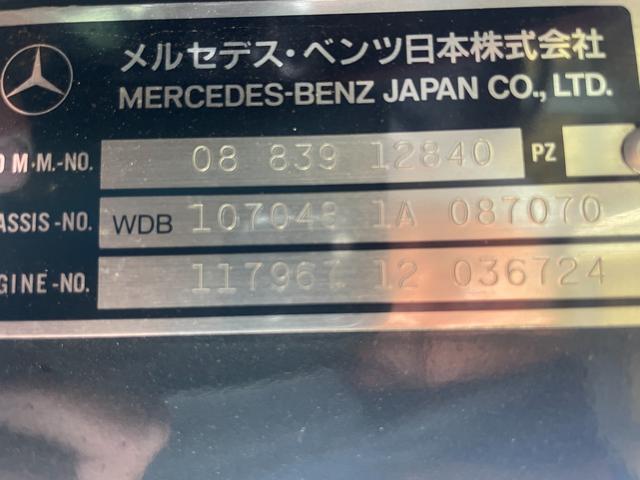 メルセデス・ベンツ日本株式会社
MERCEDES-BENZ JAPAN CO., LTD.
M·M.-NO. 08 839 12840 PZ
ASSIS-NO. WDB 107048 1A 087070
GINE-NO. 117967 12 036724